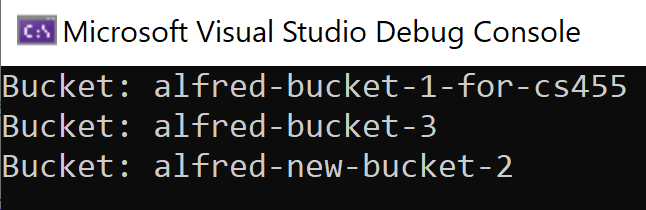 Microsoft Visual Studio Debug Console
Bucket: alfred-bucket-1-for-cs455
Bucket: alfred-bucket-3
Bucket: alfred-new-bucket-2